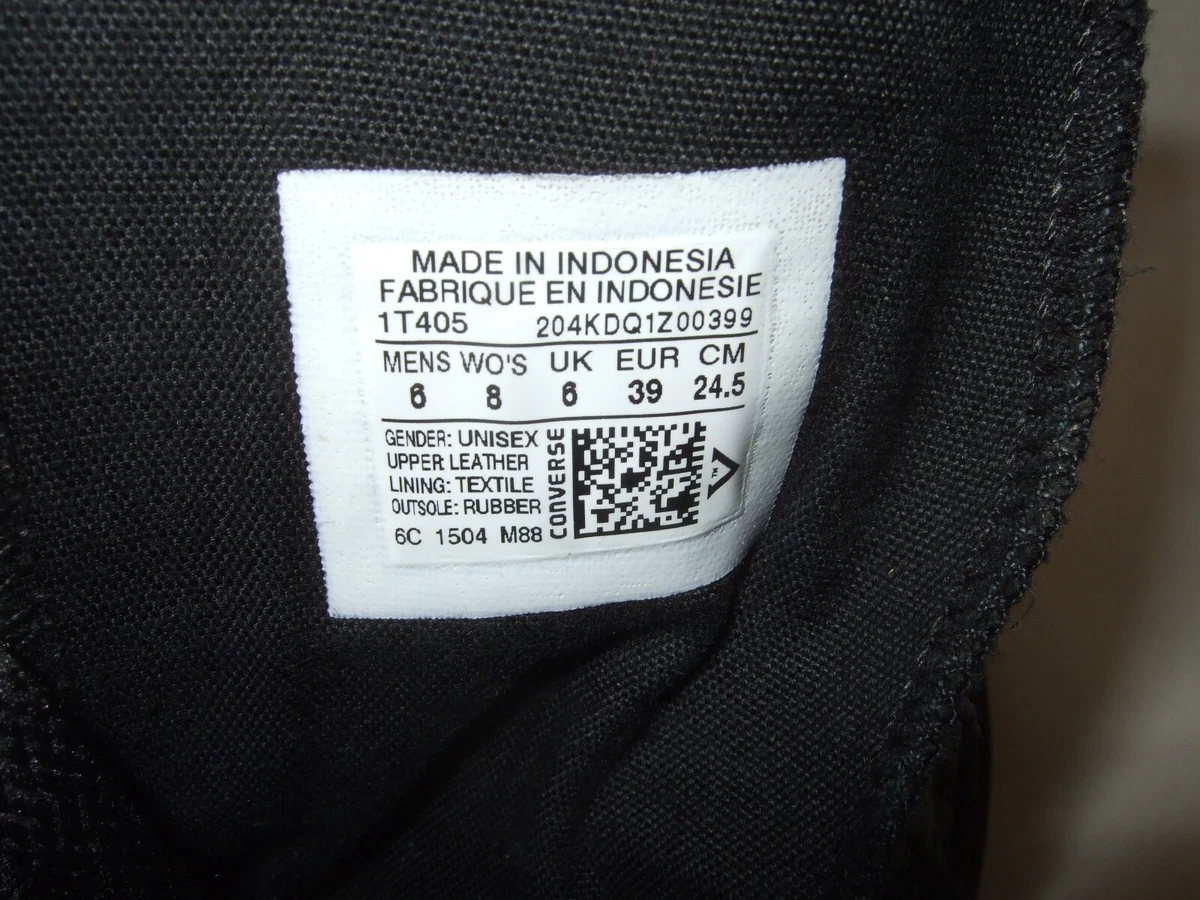 MADE IN INDONESIA
FABRIQUE EN INDONESIE
1T405 204KDQ1Z00399
MENS WO'S UK EUR CM
6 8 6 39 24.5
GENDER: UNISEX
UPPER: LEATHER
LINING: TEXTILE
OUTSOLE: RUBBER
6C 1504 M88
CONVERSE